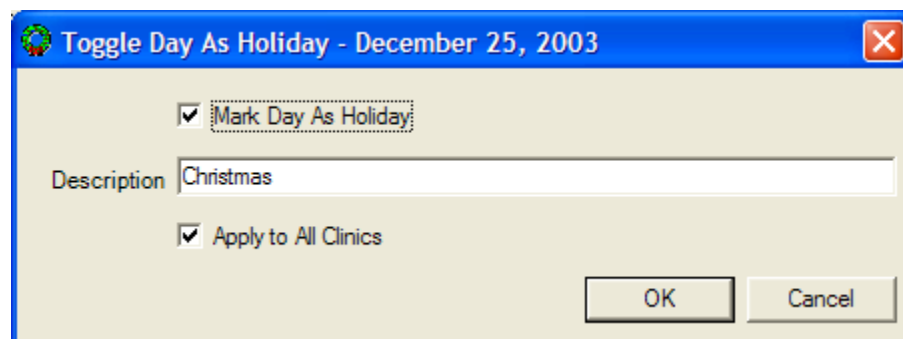 Toggle Day As Holiday - December 25, 2003
Mark Day As Holiday
Description Christmas
Apply to All Clinics
OK Cancel